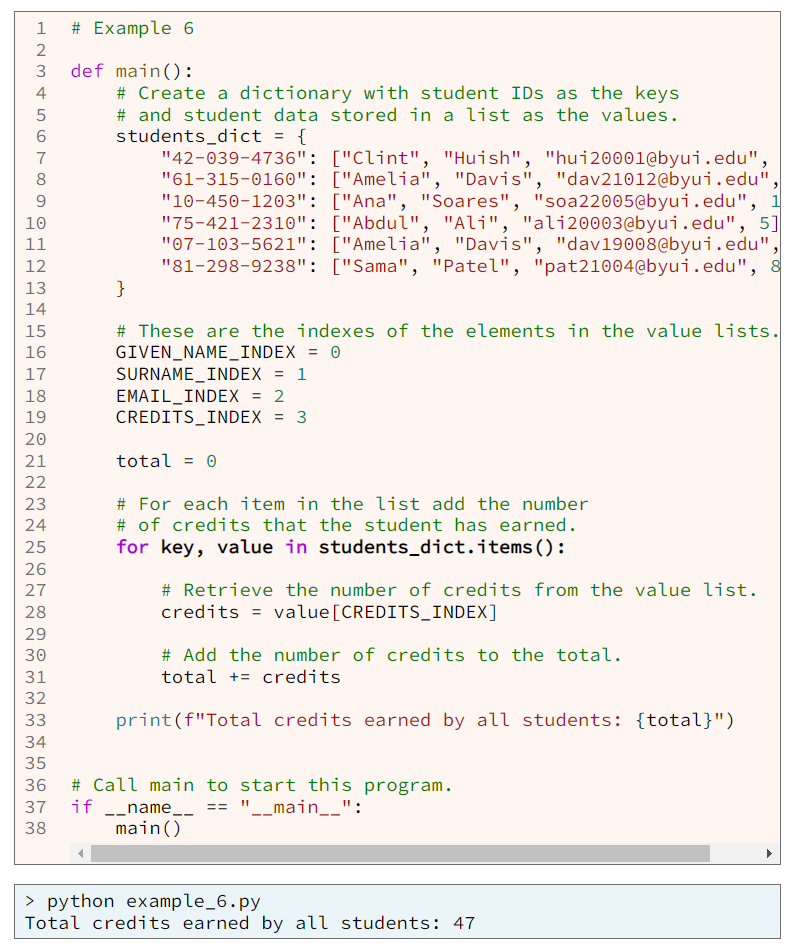 1 # Example 6
2
3 def main():
4     # Create a dictionary with student IDs as the keys
5     # and student data stored in a list as the values.
6     students_dict = {
7         "42-039-4736": ["Clint", "Huish", "hui20001@byui.edu",
8         "61-315-0160": ["Amelia", "Davis", "dav21012@byui.edu",
9         "10-450-1203": ["Ana", "Soares", "soa22005@byui.edu", 1
10         "75-421-2310": ["Abdul", "Ali", "ali20003@byui.edu", 5]
11         "07-103-5621": ["Amelia", "Davis", "dav19008@byui.edu",
12         "81-298-9238": ["Sama", "Patel", "pat21004@byui.edu", 8
13     }
14
15     # These are the indexes of the elements in the value lists.
16     GIVEN_NAME_INDEX = 0
17     SURNAME_INDEX = 1
18     EMAIL_INDEX = 2
19     CREDITS_INDEX = 3
20
21     total = 0
22
23     # For each item in the list add the number
24     # of credits that the student has earned.
25     for key, value in students_dict.items():
26
27         # Retrieve the number of credits from the value list.
28         credits = value[CREDITS_INDEX]
29
30         # Add the number of credits to the total.
31         total += credits
32
33     print(f"Total credits earned by all students: {total}")
34
35
36 # Call main to start this program.
37 if __name__ == "__main__":
38     main()
> python example_6.py
Total credits earned by all students: 47